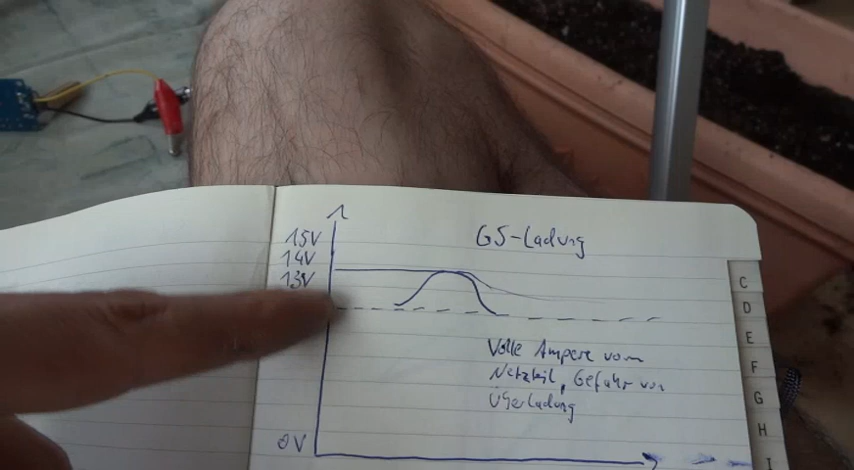 GS-Ladung
15V
14V
13V
Volle Ampere vom
Netzteil, Gefahr von
Überladung
0V
C
D
E
F
G
H
I